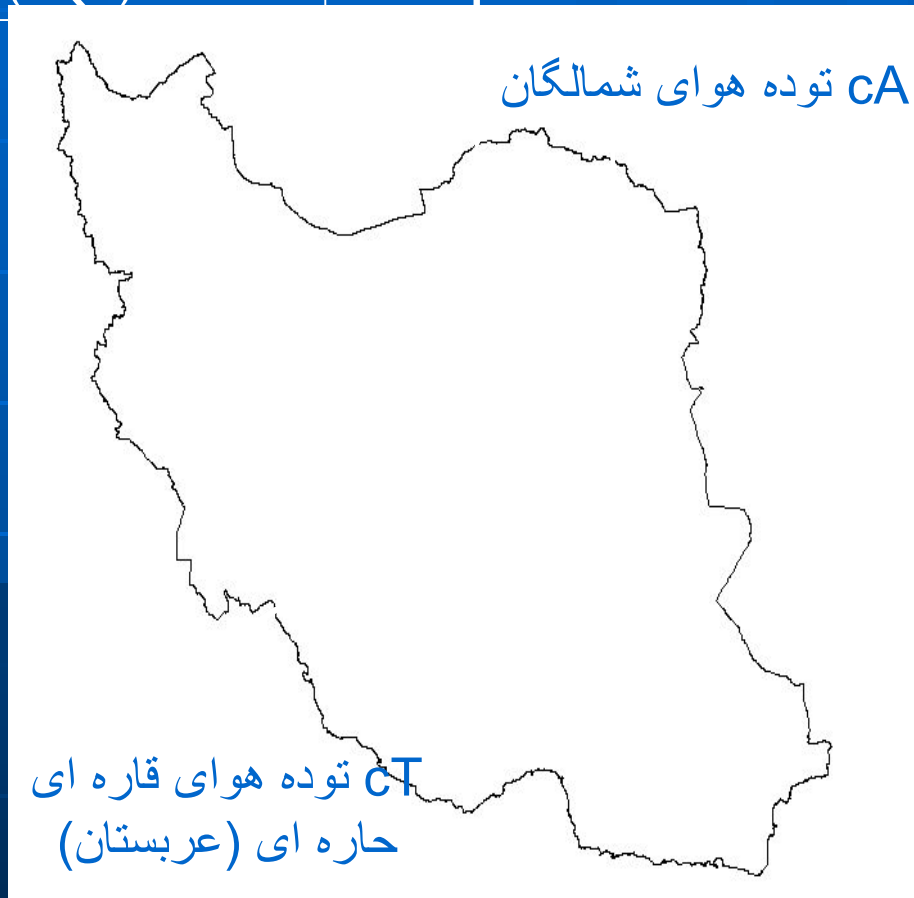 cA توده هوای شمالگان
cT توده هوای قاره ای
حاره ای (عربستان)